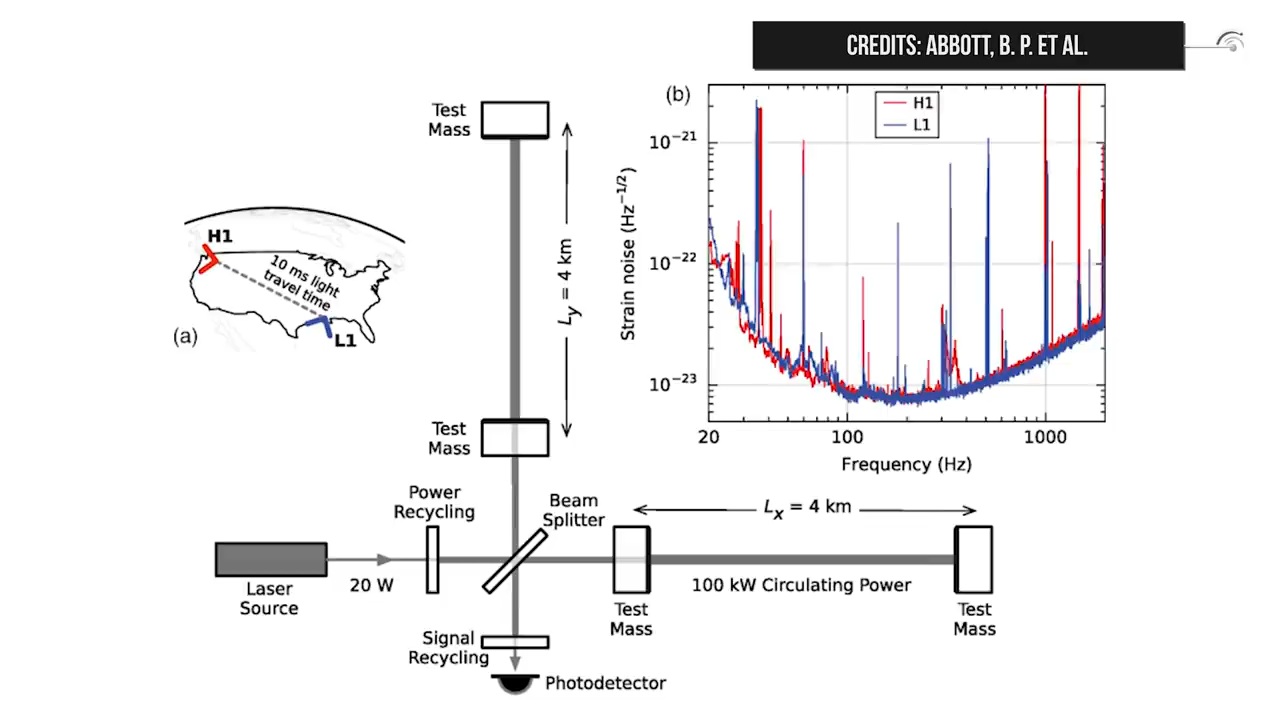 CREDITS: ABBOTT, B. P. ET AL.
Test
Mass
(b)
H1
L1
10−21
10−22
10−23
Strain noise (Hz−1/2)
20
100
1000
Frequency (Hz)
H1
10 ms light
travel time
L1
(a)
Ly = 4 km
Test
Mass
Power
Recycling
Beam
Splitter
Lx = 4 km
Laser
Source
20 W
100 kW Circulating Power
Test
Mass
Test
Mass
Signal
Recycling
Photodetector